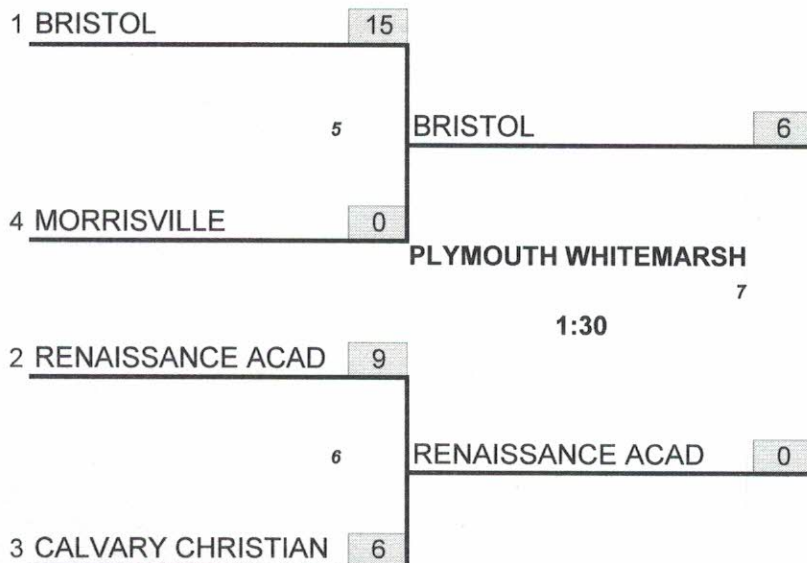 1 BRISTOL 15
5
BRISTOL 6
4 MORRISVILLE 0
PLYMOUTH WHITEMARSH
7
1:30
2 RENAISSANCE ACAD 9
6
RENAISSANCE ACAD 0
3 CALVARY CHRISTIAN 6